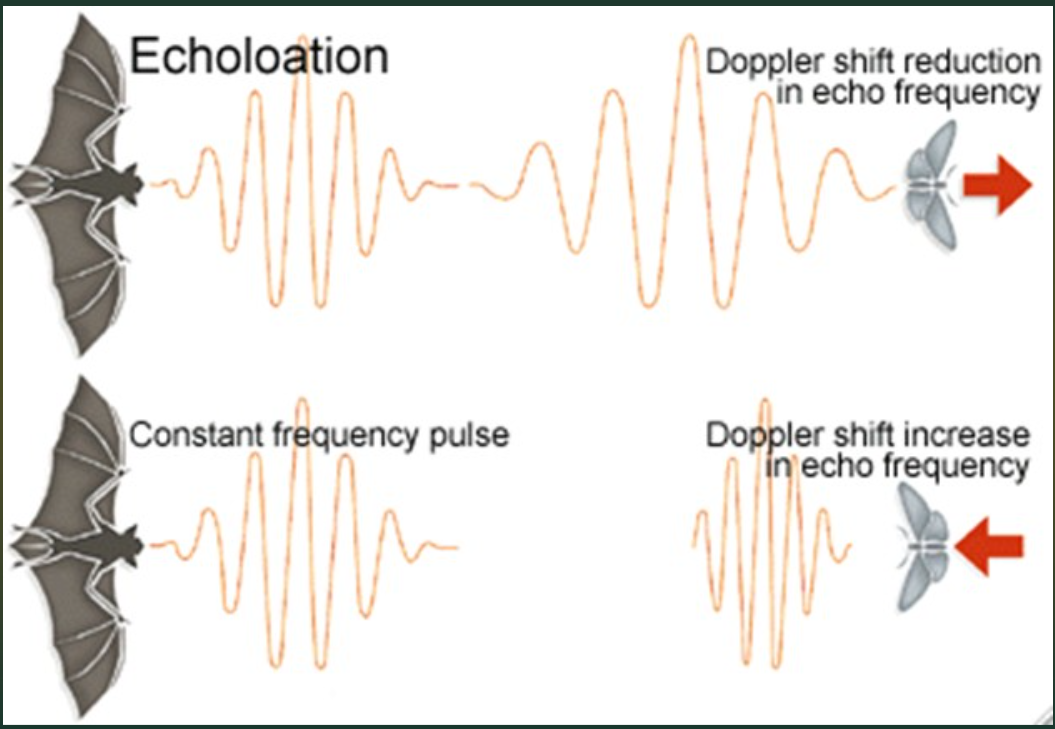 Echoloation
Doppler shift reduction
in echo frequency
Constant frequency pulse
Doppler shift increase
in echo frequency